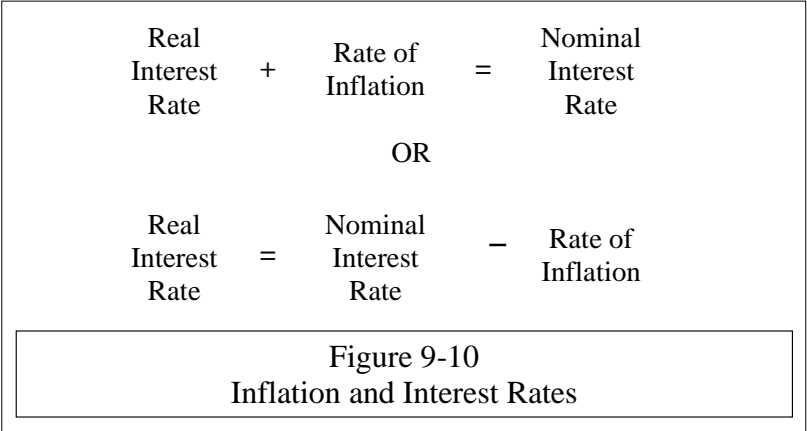 Real Interest Rate + Rate of Inflation = Nominal Interest Rate
OR
Real Interest Rate = Nominal Interest Rate – Rate of Inflation
Figure 9-10
Inflation and Interest Rates